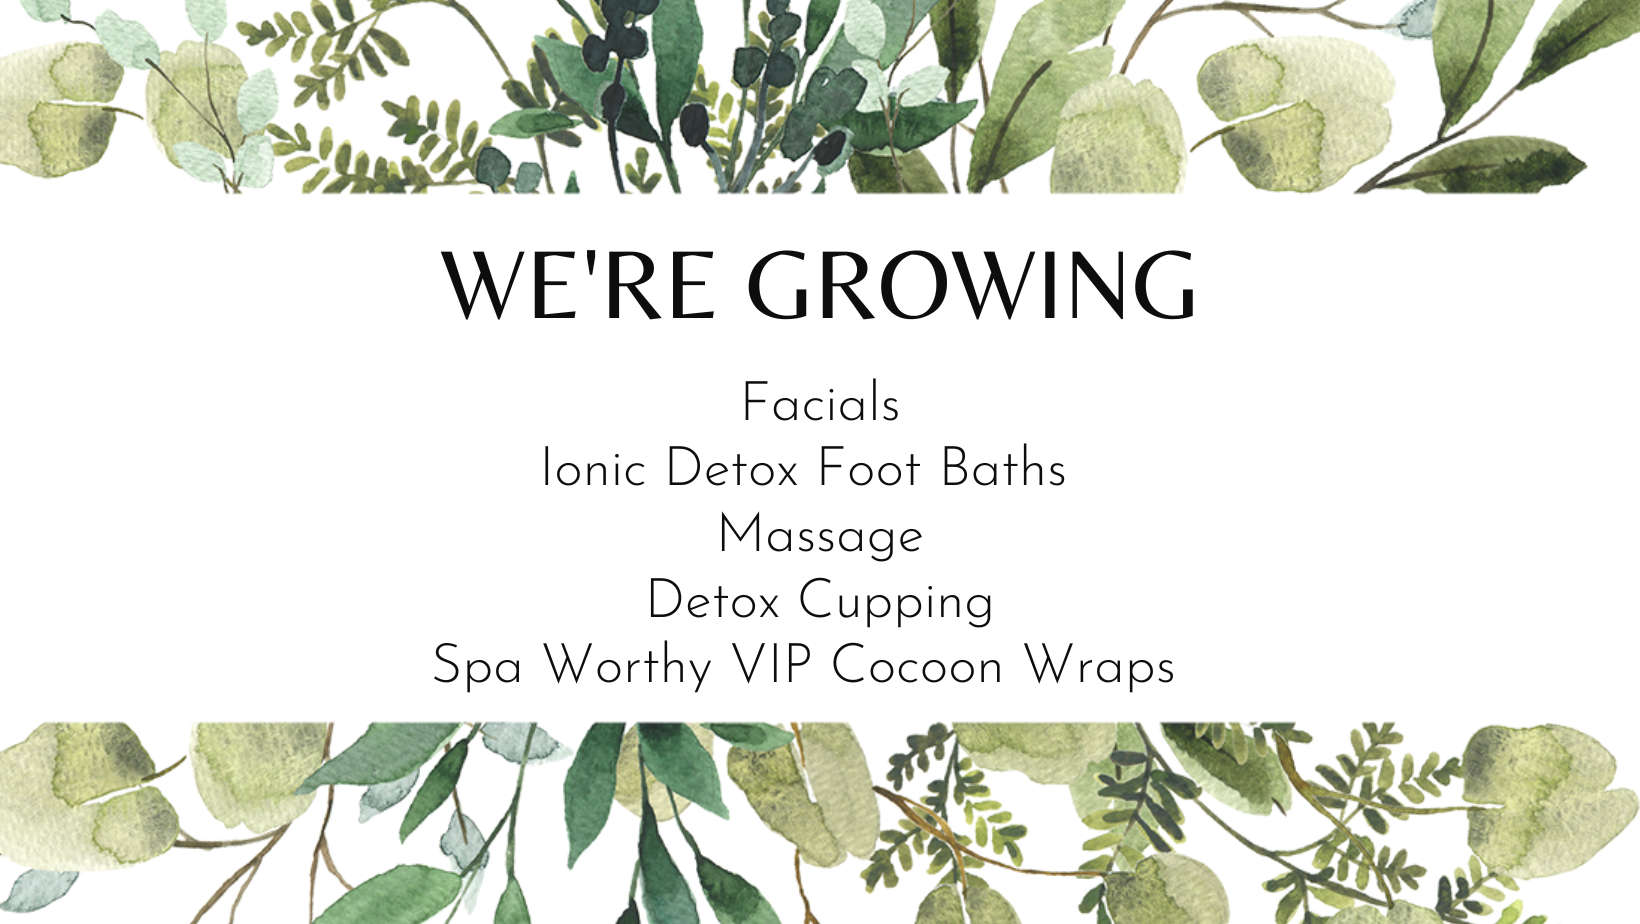 WE'RE GROWING
Facials
Ionic Detox Foot Baths
Massage
Detox Cupping
Spa Worthy VIP Cocoon Wraps